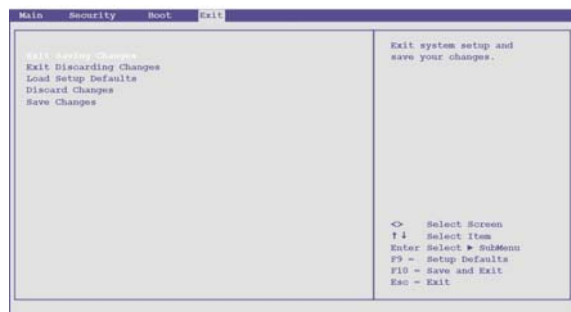 Main Security Boot Exit
Exit Saving Changes
Exit Discarding Changes
Load Setup Defaults
Discard Changes
Save Changes
Exit system setup and
save your changes.
<> Select Screen
↑↓ Select Item
Enter Select ► SubMenu
F9 = Setup Defaults
F10 = Save and Exit
Esc = Exit